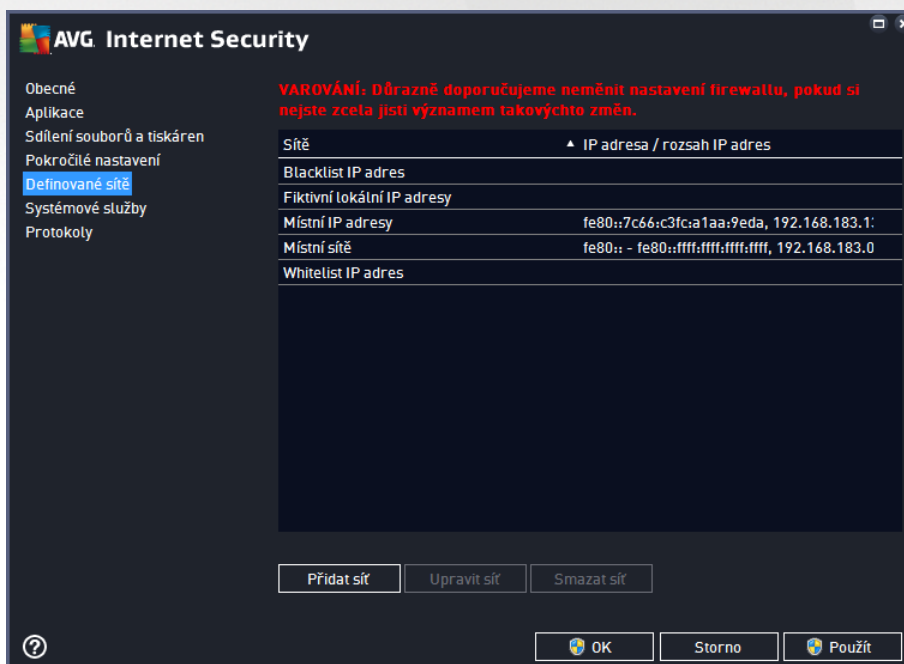 AVG Internet Security
Obecné
Aplikace
Sdílení souborů a tiskáren
Pokročilé nastavení
Definované sítě
Systémové služby
Protokoly
VAROVÁNÍ: Důrazně doporučujeme neměnit nastavení firewallu, pokud si
nejste zcela jisti významem takovýchto změn.
Sítě ▲ IP adresa / rozsah IP adres
Blacklist IP adres
Fiktivní lokální IP adresy
Místní IP adresy fe80::7c66:c3fc:a1aa:9eda, 192.168.183.1
Místní sítě fe80:: - fe80::ffff:ffff:ffff:ffff, 192.168.183.0
Whitelist IP adres
Přidat síť Upravit síť Smazat síť
? OK Storno Použít